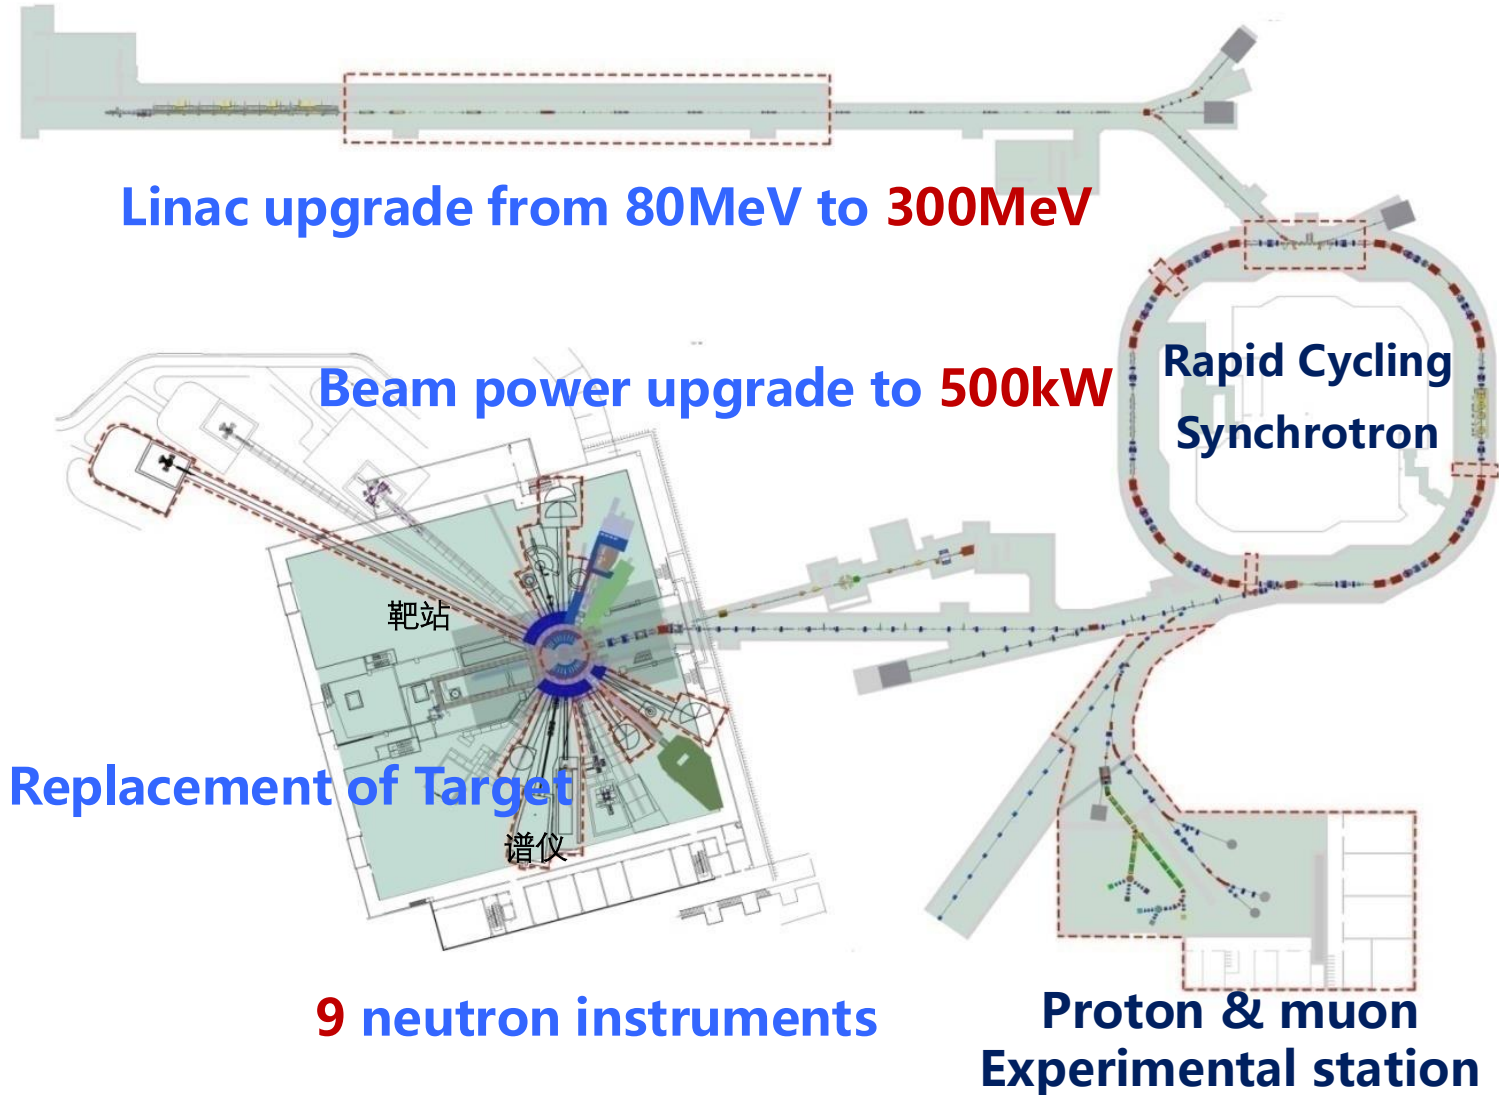 Linac upgrade from 80MeV to 300MeV
Beam power upgrade to 500kW
Rapid Cycling
Synchrotron
靶站
Replacement of Target
谱仪
9 neutron instruments
Proton & muon
Experimental station